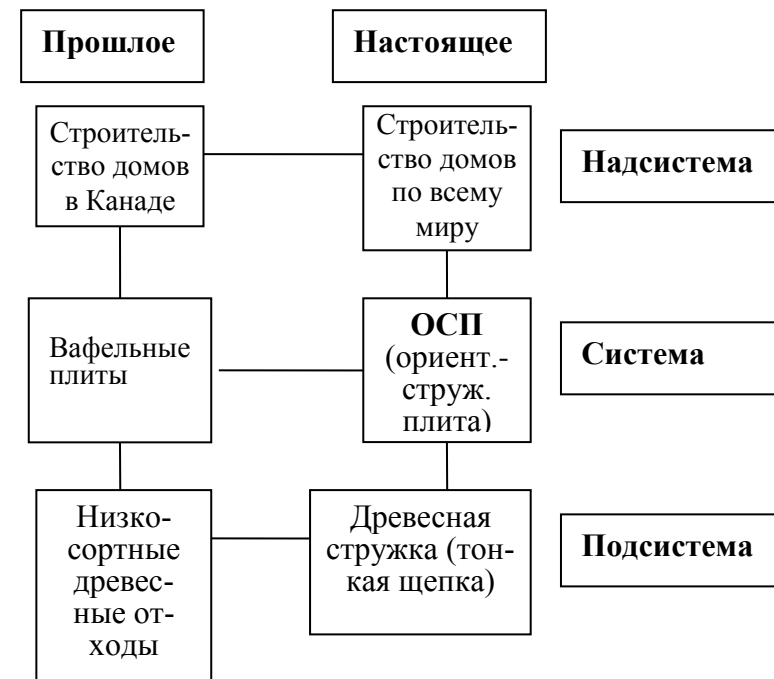 Прошлое
Настоящее
Строитель-
ство домов
в Канаде
Строитель-
ство домов
по всему
миру
Надсистема
Вафельные
плиты
ОСП
(ориент.-
струж.
плита)
Система
Низко-
сортные
древес-
ные от-
ходы
Древесная
стружка (тон-
кая щепка)
Подсистема